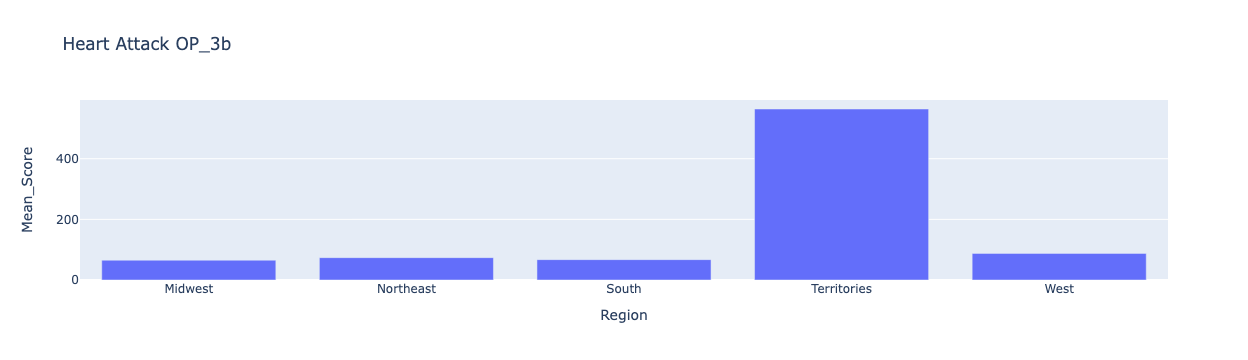 Heart Attack OP_3b
Mean_Score
400
200
0
Midwest Northeast South Territories West
Region